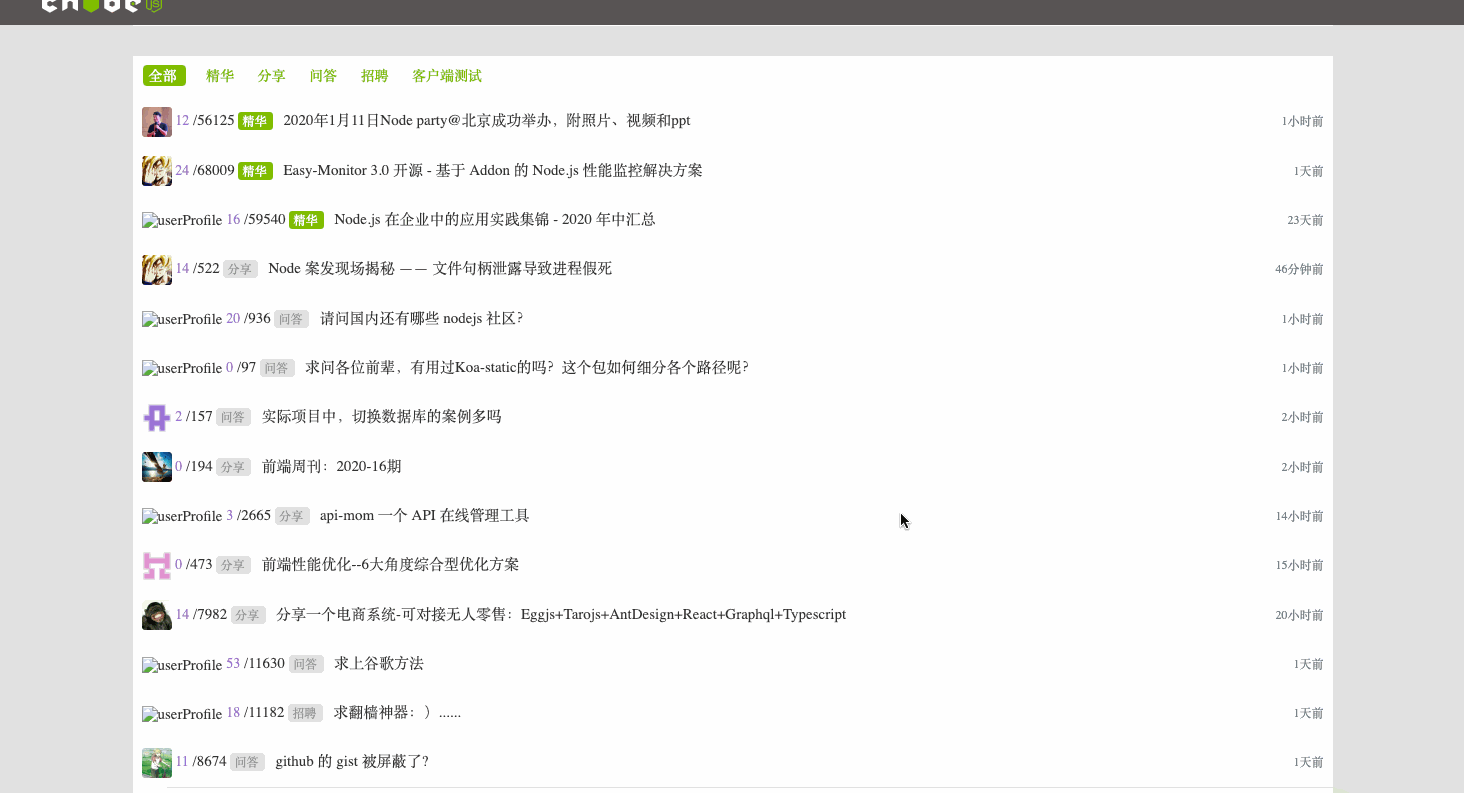 全部 精华 分享 问答 招聘 客户端测试
12 /56125 精华 2020年1月11日Node party@北京成功举办，附照片、视频和ppt 1小时前
24 /68009 精华 Easy-Monitor 3.0 开源 - 基于 Addon 的 Node.js 性能监控解决方案 1天前
userProfile 16 /59540 精华 Node.js 在企业中的应用实践集锦 - 2020 年中汇总 23天前
14 /522 分享 Node 案发现场揭秘 —— 文件句柄泄露导致进程假死 46分钟前
userProfile 20 /936 问答 请问国内还有哪些 nodejs 社区? 1小时前
userProfile 0 /97 问答 求问各位前辈，有用过Koa-static的吗？这个包如何细分各个路径呢？ 1小时前
2 /157 问答 实际项目中，切换数据库的案例多吗 2小时前
0 /194 分享 前端周刊：2020-16期 2小时前
userProfile 3 /2665 分享 api-mom 一个 API 在线管理工具 14小时前
0 /473 分享 前端性能优化--6大角度综合型优化方案 15小时前
14 /7982 分享 分享一个电商系统-可对接无人零售：Eggjs+Tarojs+AntDesign+React+Graphql+Typescript 20小时前
userProfile 53 /11630 问答 求上谷歌方法 1天前
userProfile 18 /11182 招聘 求翻樯神器：）...... 1天前
11 /8674 问答 github 的 gist 被屏蔽了? 1天前